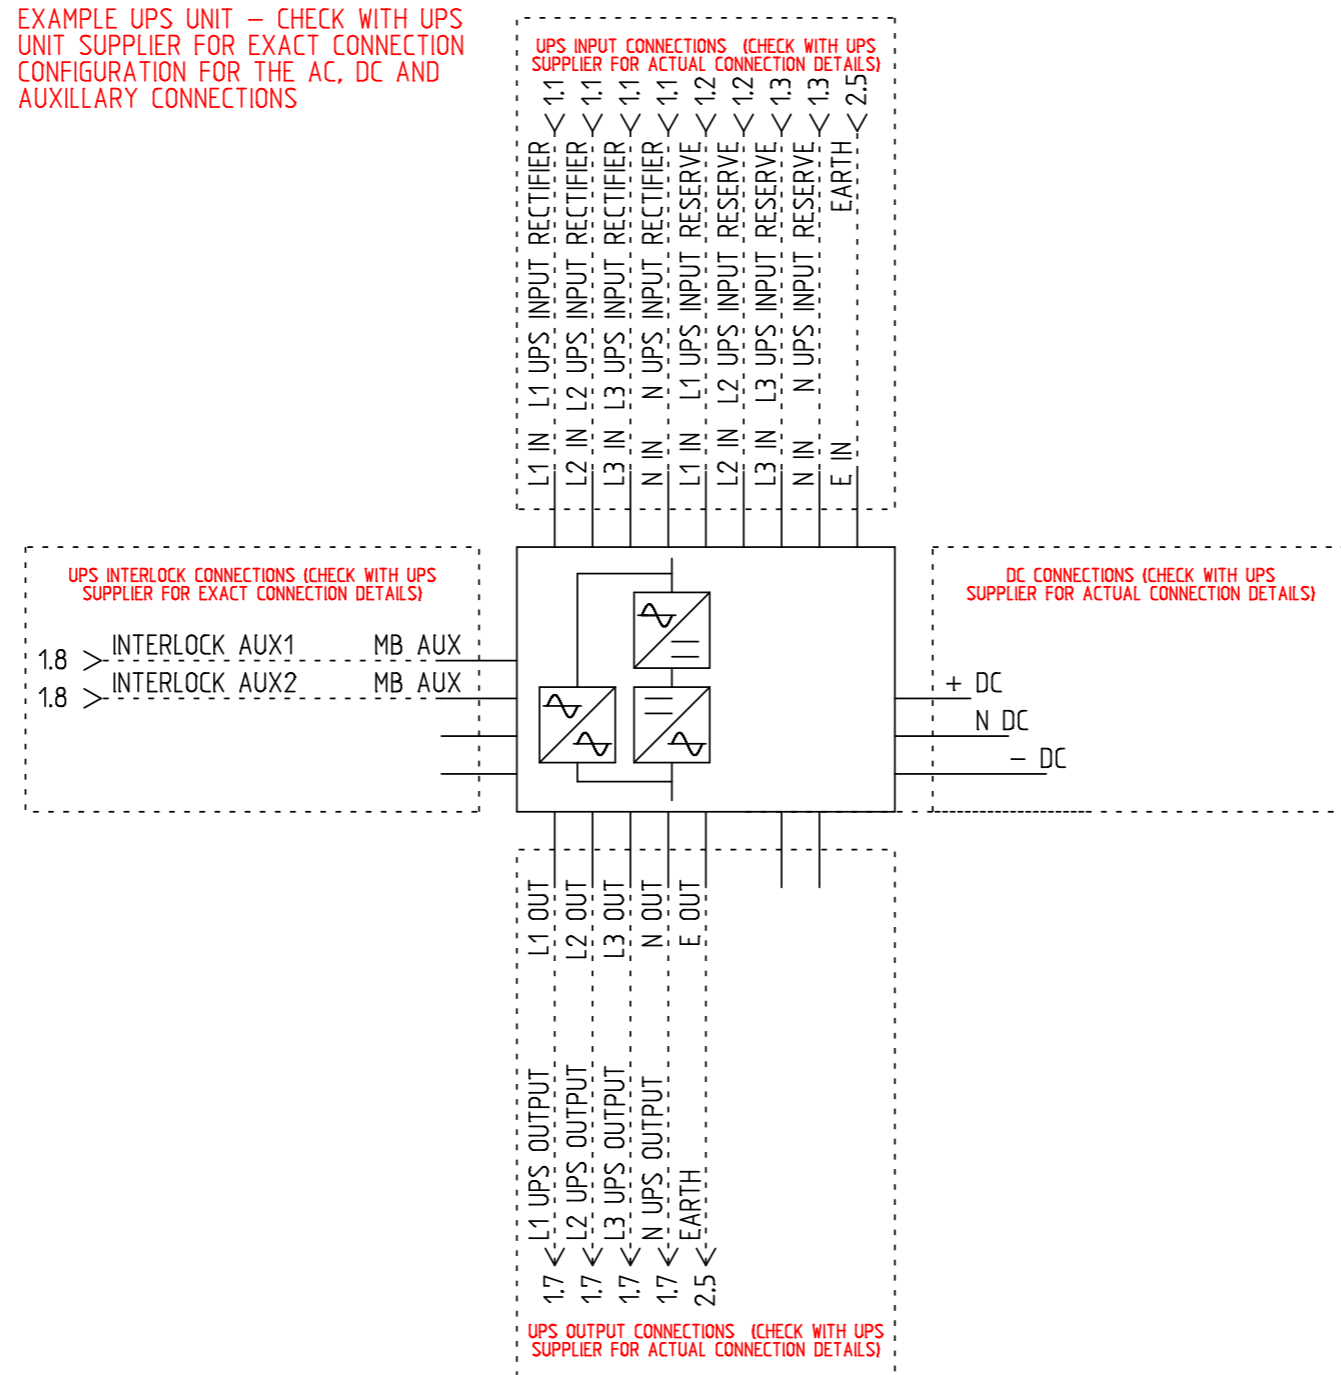 EXAMPLE UPS UNIT – CHECK WITH UPS
UNIT SUPPLIER FOR EXACT CONNECTION
CONFIGURATION FOR THE AC, DC AND
AUXILLARY CONNECTIONS
UPS INPUT CONNECTIONS (CHECK WITH UPS
SUPPLIER FOR ACTUAL CONNECTION DETAILS)
L1 IN L1 UPS INPUT RECTIFIER 1.1
L2 IN L2 UPS INPUT RECTIFIER 1.1
L3 IN L3 UPS INPUT RECTIFIER 1.1
N IN N UPS INPUT RECTIFIER 1.1
L1 IN L1 UPS INPUT RESERVE 1.2
L2 IN L2 UPS INPUT RESERVE 1.2
L3 IN L3 UPS INPUT RESERVE 1.3
N IN N UPS INPUT RESERVE 1.3
E IN EARTH 2.5
UPS INTERLOCK CONNECTIONS (CHECK WITH UPS
SUPPLIER FOR EXACT CONNECTION DETAILS)
1.8 INTERLOCK AUX1 MB AUX
1.8 INTERLOCK AUX2 MB AUX
DC CONNECTIONS (CHECK WITH UPS
SUPPLIER FOR ACTUAL CONNECTION DETAILS)
+ DC
N DC
– DC
1.7 L1 UPS OUTPUT L1 OUT
1.7 L2 UPS OUTPUT L2 OUT
1.7 L3 UPS OUTPUT L3 OUT
1.7 N UPS OUTPUT N OUT
2.5 EARTH E OUT
UPS OUTPUT CONNECTIONS (CHECK WITH UPS
SUPPLIER FOR ACTUAL CONNECTION DETAILS)